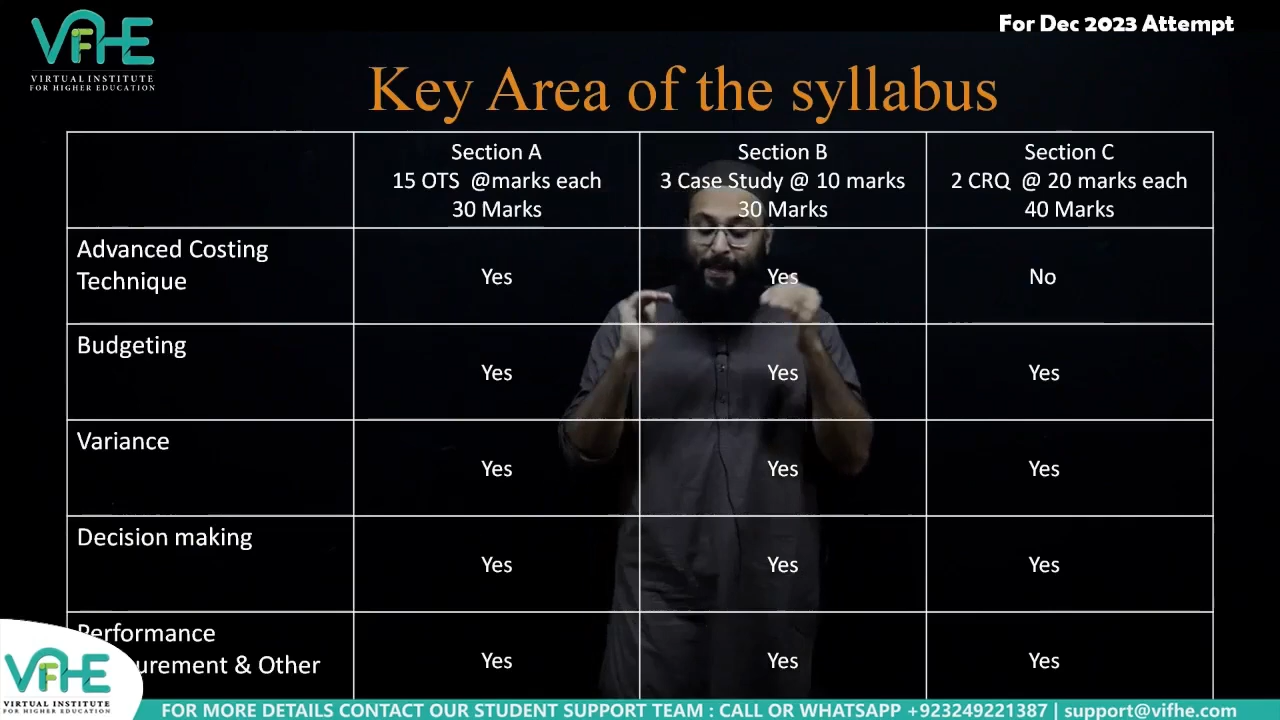 For Dec 2023 Attempt
VIFHE
VIRTUAL INSTITUTE
FOR HIGHER EDUCATION
Key Area of the syllabus
Section A
15 OTS @marks each
30 Marks
Section B
3 Case Study @ 10 marks
30 Marks
Section C
2 CRQ @ 20 marks each
40 Marks
Advanced Costing
Technique
Yes
Yes
No
Budgeting
Yes
Yes
Yes
Variance
Yes
Yes
Yes
Decision making
Yes
Yes
Yes
Performance
urement & Other
Yes
Yes
Yes
VIFHE
VIRTUAL INSTITUTE
FOR HIGHER EDUCATION
FOR MORE DETAILS CONTACT OUR STUDENT SUPPORT TEAM : CALL OR WHATSAPP +923249221387 | support@vifhe.com